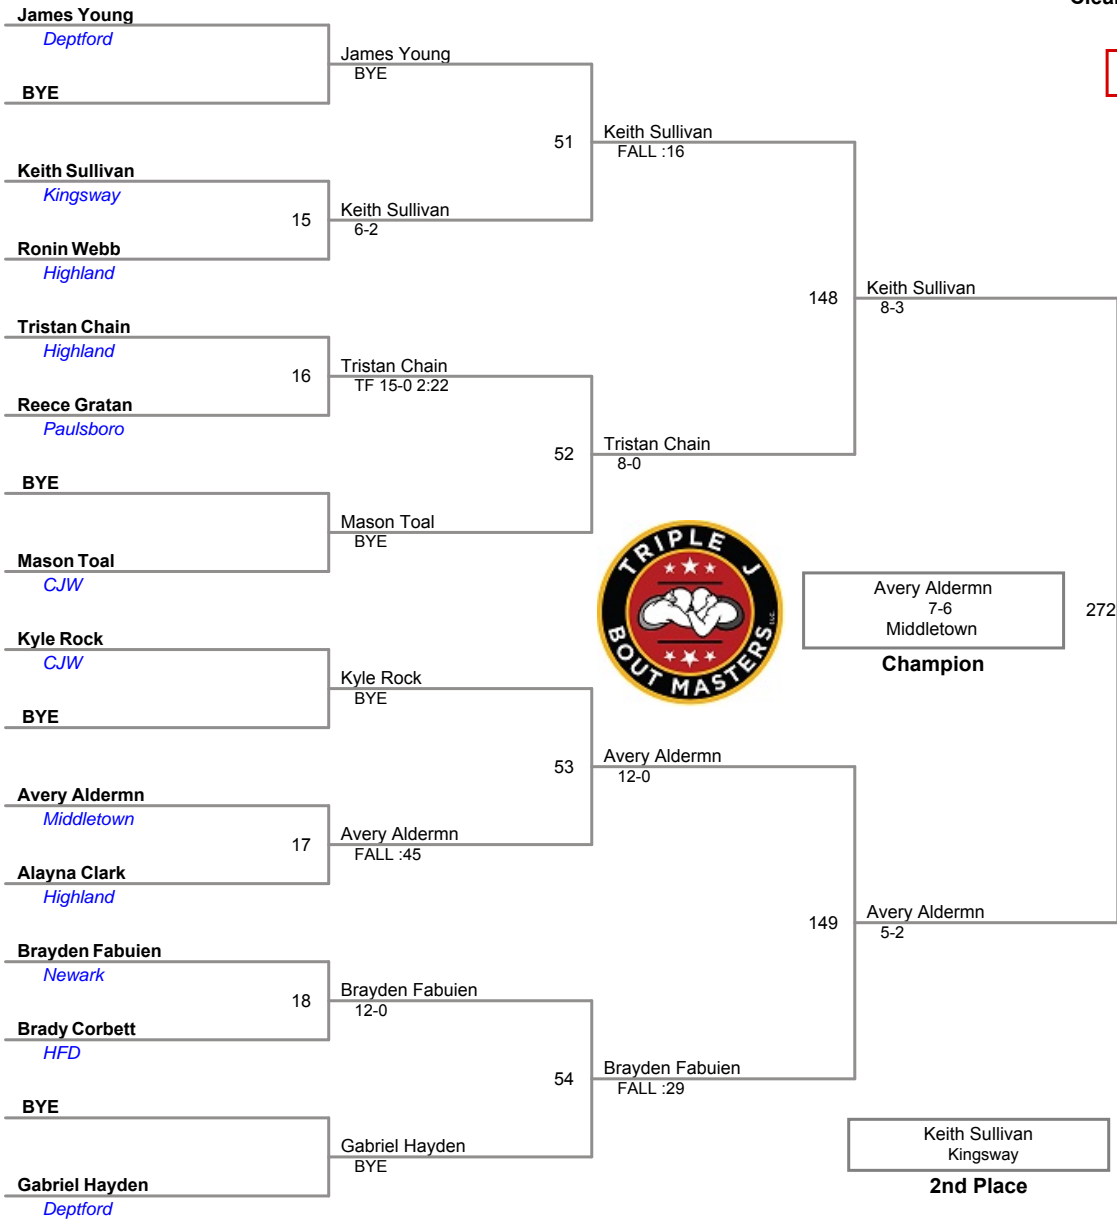 James Young
Deptford
BYE
Keith Sullivan
Kingsway
Ronin Webb
Highland
Tristan Chain
Highland
Reece Gratan
Paulsboro
BYE
Mason Toal
CJW
Kyle Rock
CJW
BYE
Avery Aldermn
Middletown
Alayna Clark
Highland
Brayden Fabuien
Newark
Brady Corbett
HFD
BYE
Gabriel Hayden
Deptford
15
16
17
18
James Young
BYE
Keith Sullivan
6-2
Tristan Chain
TF 15-0 2:22
Mason Toal
BYE
Kyle Rock
BYE
Avery Aldermn
FALL :45
Brayden Fabuien
12-0
Gabriel Hayden
BYE
51
52
53
54
Keith Sullivan
FALL :16
Tristan Chain
8-0
Avery Aldermn
12-0
Brayden Fabuien
FALL :29
148
149
Keith Sullivan
8-3
Avery Aldermn
5-2
TRIPLE J
BOUT MASTERS
Avery Aldermn
7-6
Middletown
Champion
272
Keith Sullivan
Kingsway
2nd Place